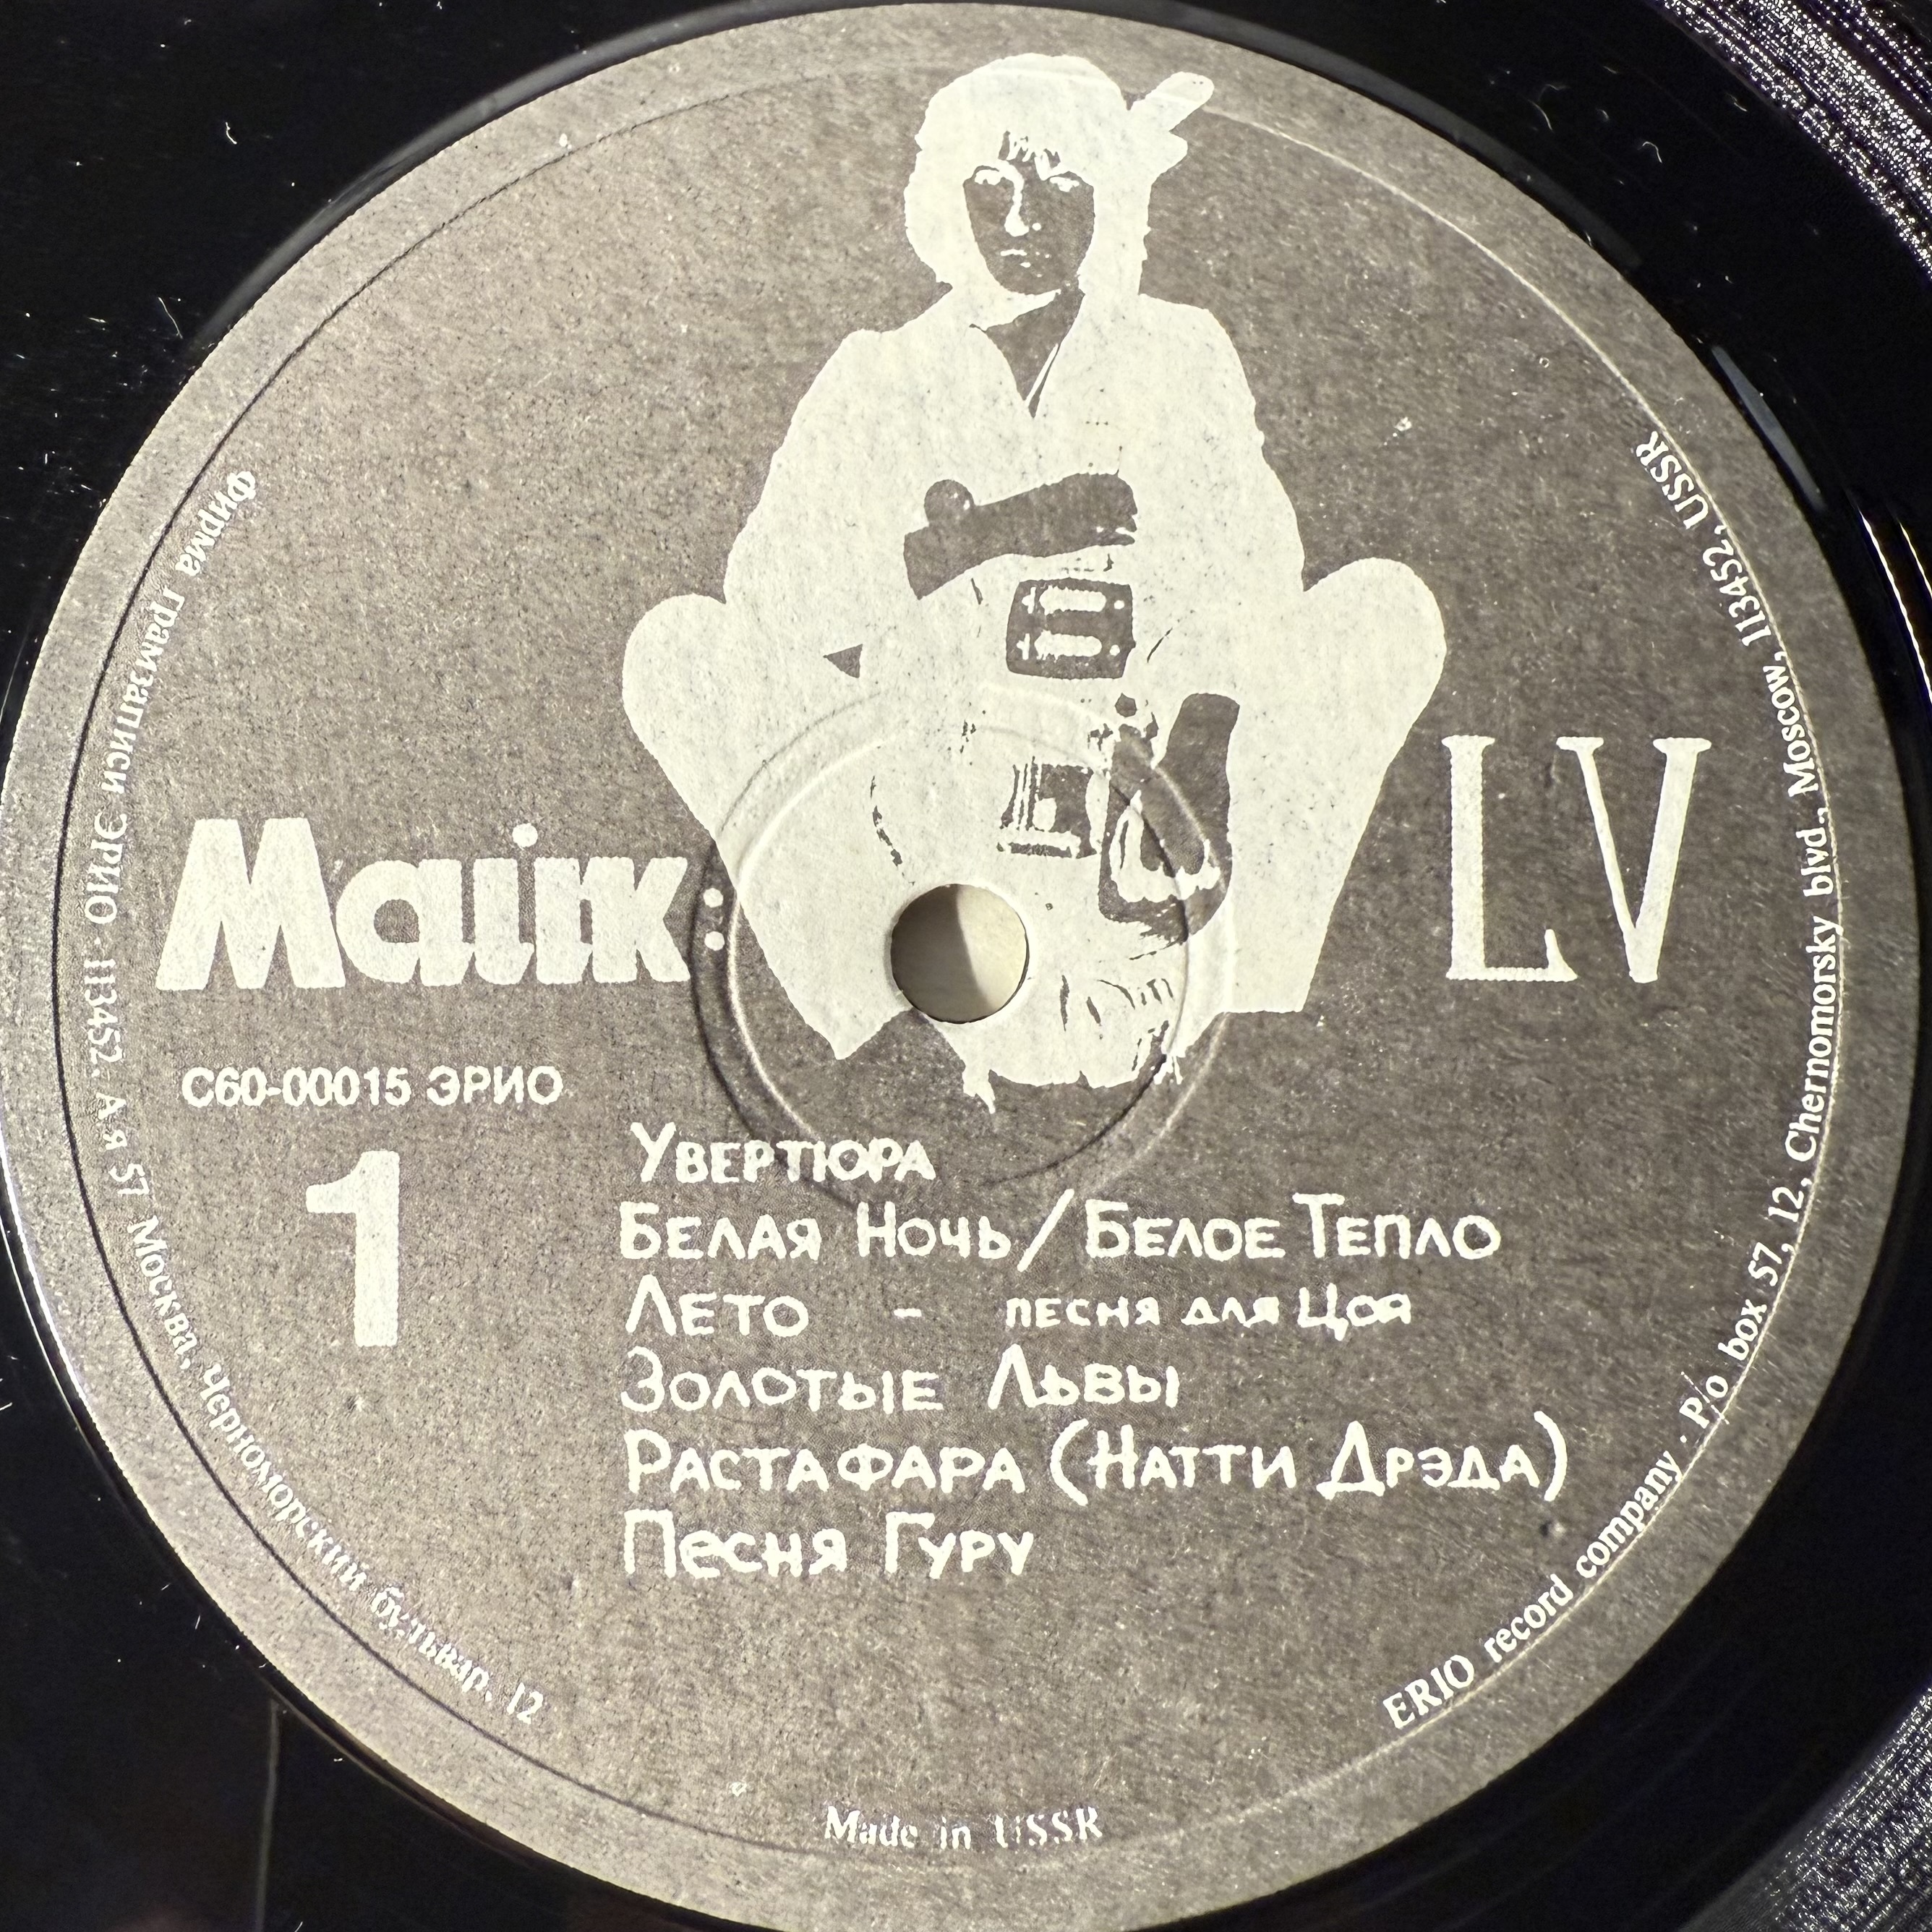 Майк:
LV
С60-00015 ЭРИО
1
Увертюра
Белая Ночь/Белое Тепло
Лето - песня для Цоя
Золотые Львы
Растафара (Натти Дрэда)
Песня Гуру
Фирма грамзаписи ЭРИО · 113452. А/я 57 Москва, Черноморский бульвар, 12
ERIO record company · P/o box 57, 12, Chernomorsky blvd., Moscow, 113452, USSR
Made in USSR